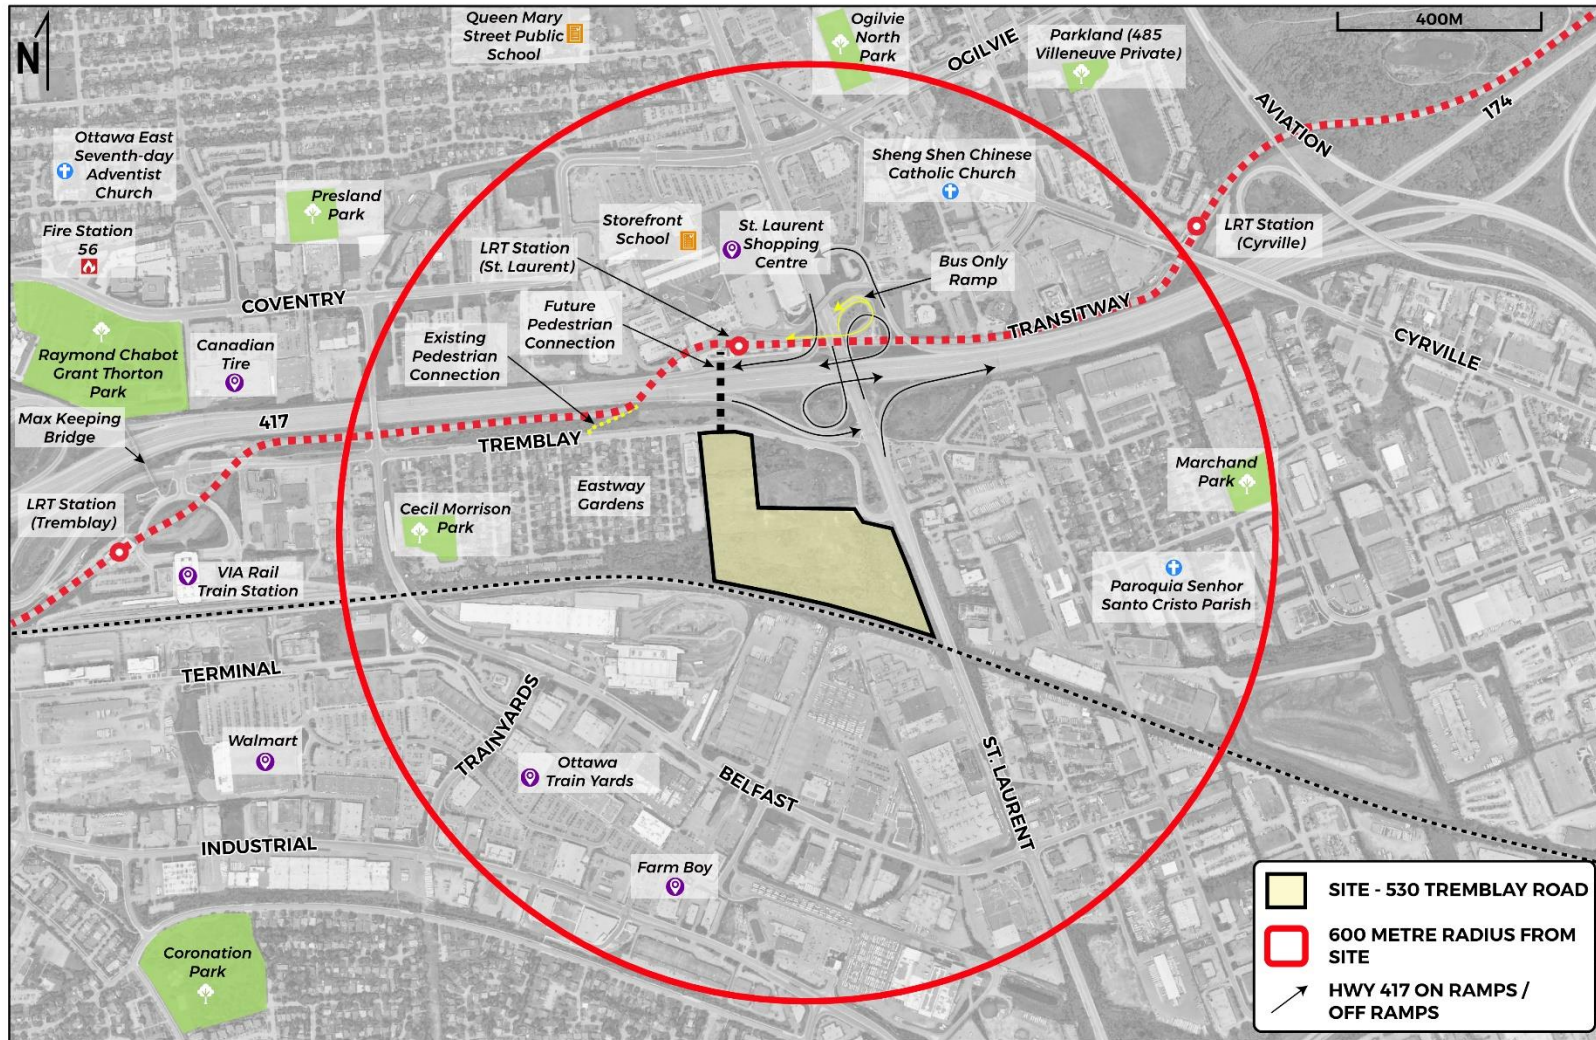 N
Queen Mary
Street Public
School
Ogilvie
North
Park
OGILVIE
Parkland (485
Villeneuve Private)
400M
AVIATION
174
Ottawa East
Seventh-day
Adventist
Church
Presland
Park
Sheng Shen Chinese
Catholic Church
Fire Station
56
Storefront
School
LRT Station
(St. Laurent)
St. Laurent
Shopping
Centre
Bus Only
Ramp
LRT Station
(Cyrville)
COVENTRY
Future
Pedestrian
Connection
TRANSITWAY
Existing
Pedestrian
Connection
CYRVILLE
Raymond Chabot
Grant Thorton
Park
Canadian
Tire
Max Keeping
Bridge
417
TREMBLAY
Marchand
Park
Eastway
Gardens
Cecil Morrison
Park
LRT Station
(Tremblay)
VIA Rail
Train Station
Paroquia Senhor
Santo Cristo Parish
TERMINAL
TRAINYARDS
Walmart
Ottawa
Train Yards
BELFAST
ST. LAURENT
INDUSTRIAL
Farm Boy
Coronation
Park
SITE - 530 TREMBLAY ROAD
600 METRE RADIUS FROM
SITE
HWY 417 ON RAMPS /
OFF RAMPS